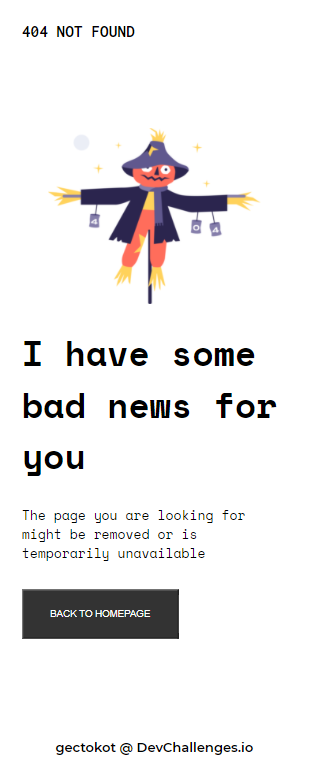 404 NOT FOUND
4
0 4
I have some
bad news for
you
The page you are looking for
might be removed or is
temporarily unavailable
BACK TO HOMEPAGE
gectokot @ DevChallenges.io